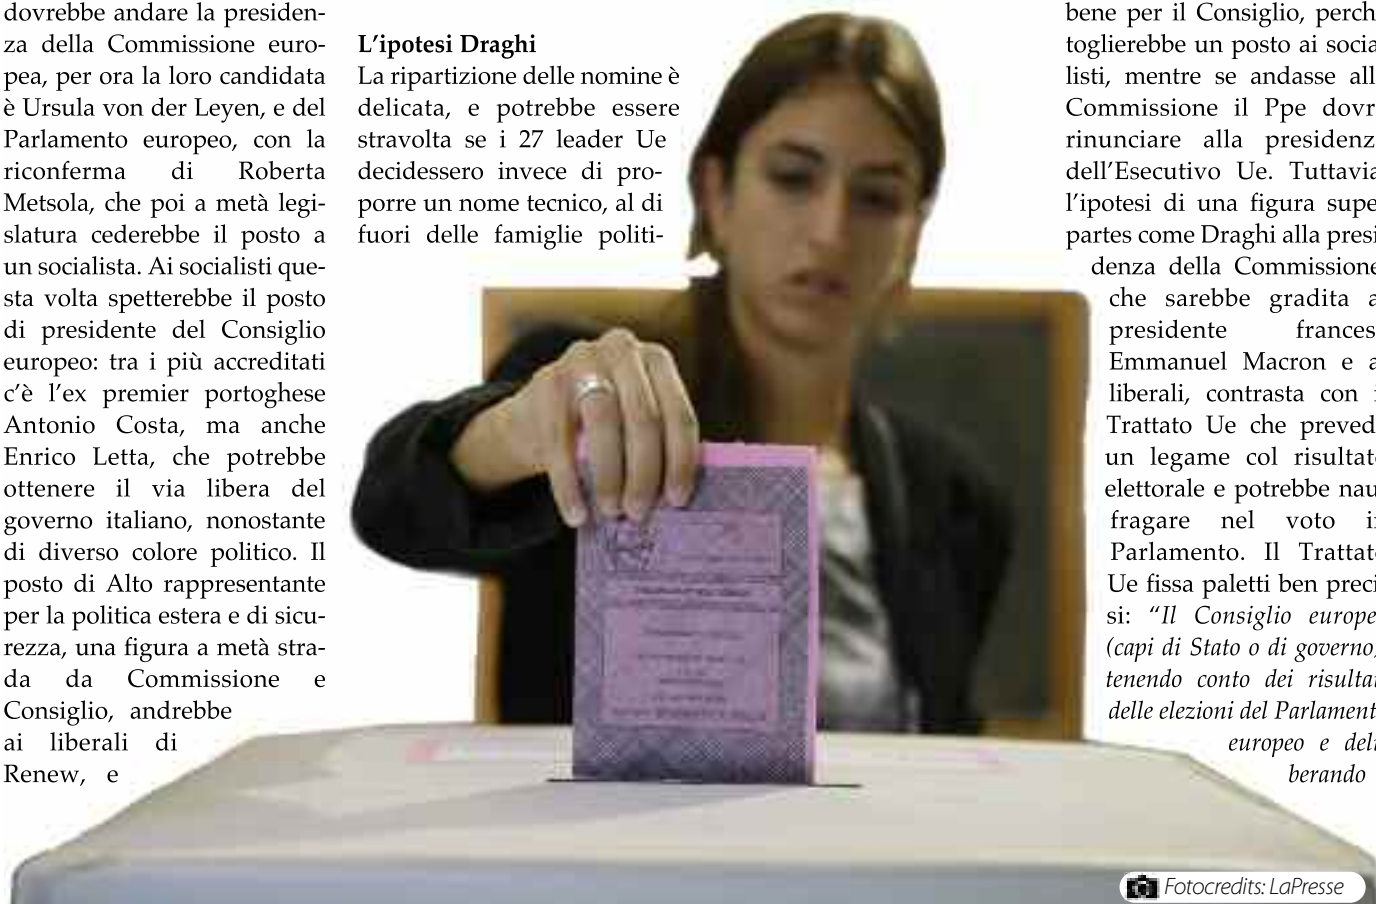 dovrebbe andare la presiden-
za della Commissione euro-
pea, per ora la loro candidata
è Ursula von der Leyen, e del
Parlamento europeo, con la
riconferma di Roberta
Metsola, che poi a metà legi-
slatura cederebbe il posto a
un socialista. Ai socialisti que-
sta volta spetterebbe il posto
di presidente del Consiglio
europeo: tra i più accreditati
c'è l'ex premier portoghese
Antonio Costa, ma anche
Enrico Letta, che potrebbe
ottenere il via libera del
governo italiano, nonostante
di diverso colore politico. Il
posto di Alto rappresentante
per la politica estera e di sicu-
rezza, una figura a metà stra-
da da Commissione e
Consiglio, andrebbe
ai liberali di
Renew, e
L'ipotesi Draghi
La ripartizione delle nomine è
delicata, e potrebbe essere
stravolta se i 27 leader Ue
decidessero invece di pro-
porre un nome tecnico, al di
fuori delle famiglie politi-
bene per il Consiglio, perch
toglierebbe un posto ai socia
listi, mentre se andasse all
Commissione il Ppe dovr
rinunciare alla presidenz
dell'Esecutivo Ue. Tuttavia
l'ipotesi di una figura supe
partes come Draghi alla presi
denza della Commissione
che sarebbe gradita a
presidente frances
Emmanuel Macron e a
liberali, contrasta con i
Trattato Ue che preved
un legame col risultat
elettorale e potrebbe nau
fragare nel voto i
Parlamento. Il Trattat
Ue fissa paletti ben preci
si: "Il Consiglio europe
(capi di Stato o di governo)
tenendo conto dei risulta
delle elezioni del Parlament
europeo e deli
berando
Fotocredits: LaPresse